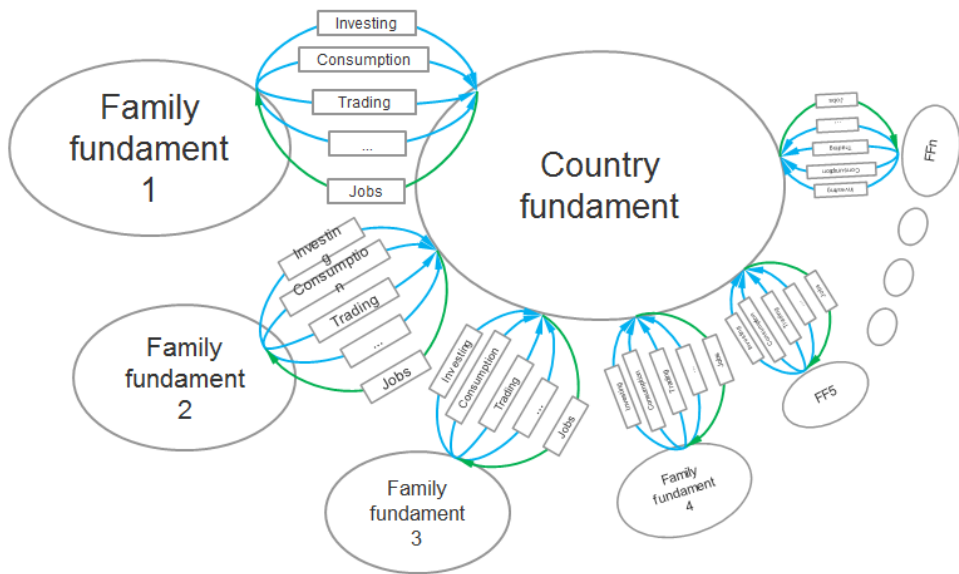 Investing
Consumption
Trading
...
Jobs
Family
fundament
1
Country
fundament
Jobs
...
Trading
Consumption
Investing
FFn
Investin
g
Consumptio
n
Trading
...
Jobs
Family
fundament
2
Investing
Consumption
Trading
...
Jobs
Family
fundament
3
Investing
Consumption
Trading
...
Jobs
Family
fundament
4
Investing
Consumption
Trading
...
Jobs
FF5